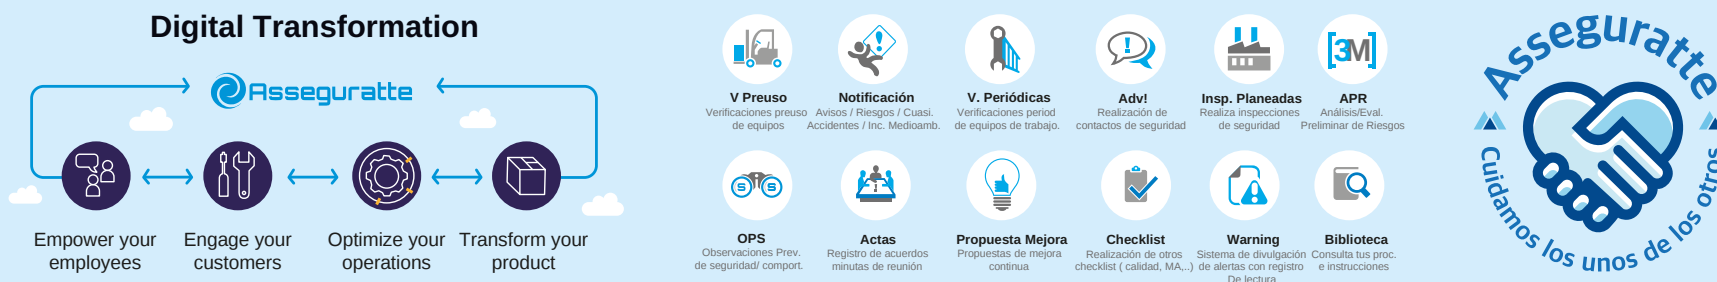 Digital Transformation
Asseguratte
Empower your
employees
Engage your
customers
Optimize your
operations
Transform your
product
V Preuso
Verificaciones preuso
de equipos
Notificación
Avisos / Riesgos / Cuasi.
Accidentes / Inc. Medioamb.
V. Periódicas
Verificaciones period
de equipos de trabajo.
Adv!
Realización de
contactos de seguridad
Insp. Planeadas
Realiza inspecciones
de seguridad
[3M]
APR
Análisis/Eval.
Preliminar de Riesgos
S S
OPS
Observaciones Prev.
de seguridad/ comport.
Actas
Registro de acuerdos
minutas de reunión
Propuesta Mejora
Propuestas de mejora
continua
Checklist
Realización de otros
checklist ( calidad, MA,..)
Warning
Sistema de divulgación
de alertas con registro
De lectura
Biblioteca
Consulta tus proc.
e instrucciones
Asseguratte
Cuidamos los unos de los otros